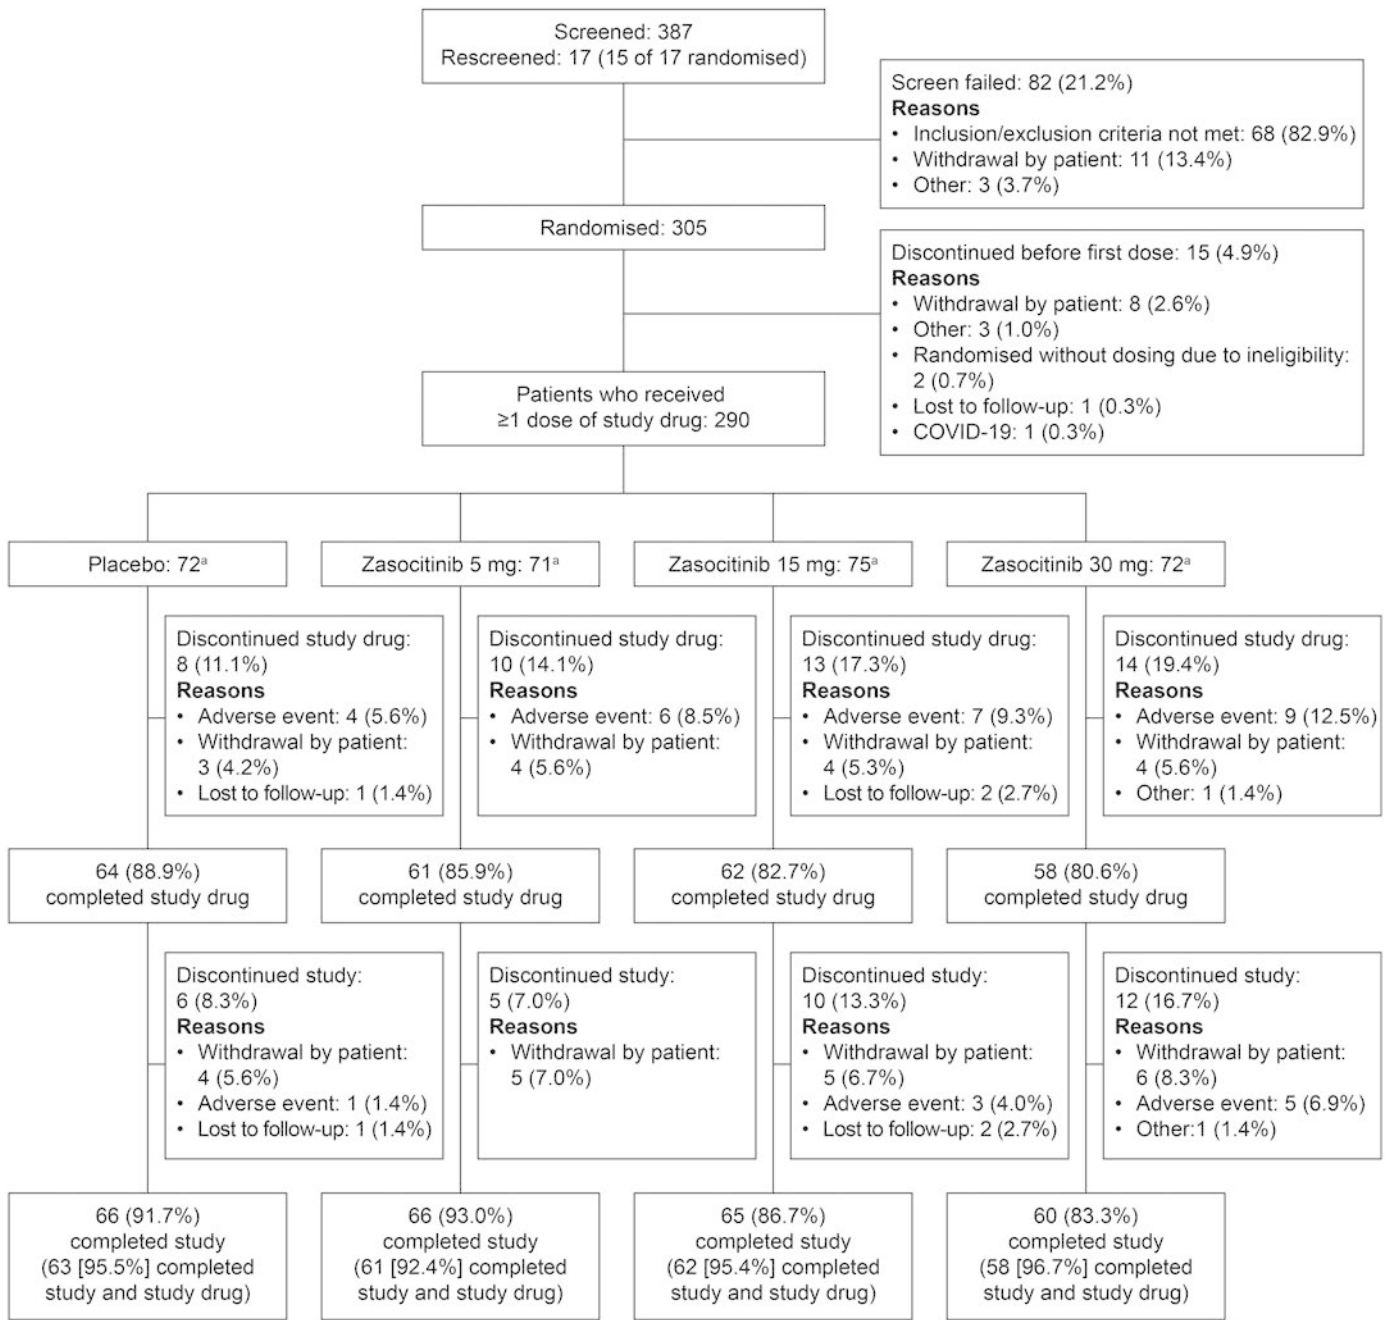 Screened: 387
Rescreened: 17 (15 of 17 randomised)
Screen failed: 82 (21.2%)
Reasons
• Inclusion/exclusion criteria not met: 68 (82.9%)
• Withdrawal by patient: 11 (13.4%)
• Other: 3 (3.7%)
Randomised: 305
Discontinued before first dose: 15 (4.9%)
Reasons
• Withdrawal by patient: 8 (2.6%)
• Other: 3 (1.0%)
• Randomised without dosing due to ineligibility:
2 (0.7%)
• Lost to follow-up: 1 (0.3%)
• COVID-19: 1 (0.3%)
Patients who received
≥1 dose of study drug: 290
Placebo: 72ᵃ
Zasocitinib 5 mg: 71ᵃ
Zasocitinib 15 mg: 75ᵃ
Zasocitinib 30 mg: 72ᵃ
Discontinued study drug:
8 (11.1%)
Reasons
• Adverse event: 4 (5.6%)
• Withdrawal by patient:
3 (4.2%)
• Lost to follow-up: 1 (1.4%)
Discontinued study drug:
10 (14.1%)
Reasons
• Adverse event: 6 (8.5%)
• Withdrawal by patient:
4 (5.6%)
Discontinued study drug:
13 (17.3%)
Reasons
• Adverse event: 7 (9.3%)
• Withdrawal by patient:
4 (5.3%)
• Lost to follow-up: 2 (2.7%)
Discontinued study drug:
14 (19.4%)
Reasons
• Adverse event: 9 (12.5%)
• Withdrawal by patient:
4 (5.6%)
• Other: 1 (1.4%)
64 (88.9%)
completed study drug
61 (85.9%)
completed study drug
62 (82.7%)
completed study drug
58 (80.6%)
completed study drug
Discontinued study:
6 (8.3%)
Reasons
• Withdrawal by patient:
4 (5.6%)
• Adverse event: 1 (1.4%)
• Lost to follow-up: 1 (1.4%)
Discontinued study:
5 (7.0%)
Reasons
• Withdrawal by patient:
5 (7.0%)
Discontinued study:
10 (13.3%)
Reasons
• Withdrawal by patient:
5 (6.7%)
• Adverse event: 3 (4.0%)
• Lost to follow-up: 2 (2.7%)
Discontinued study:
12 (16.7%)
Reasons
• Withdrawal by patient:
6 (8.3%)
• Adverse event: 5 (6.9%)
• Other:1 (1.4%)
66 (91.7%)
completed study
(63 [95.5%] completed
study and study drug)
66 (93.0%)
completed study
(61 [92.4%] completed
study and study drug)
65 (86.7%)
completed study
(62 [95.4%] completed
study and study drug)
60 (83.3%)
completed study
(58 [96.7%] completed
study and study drug)